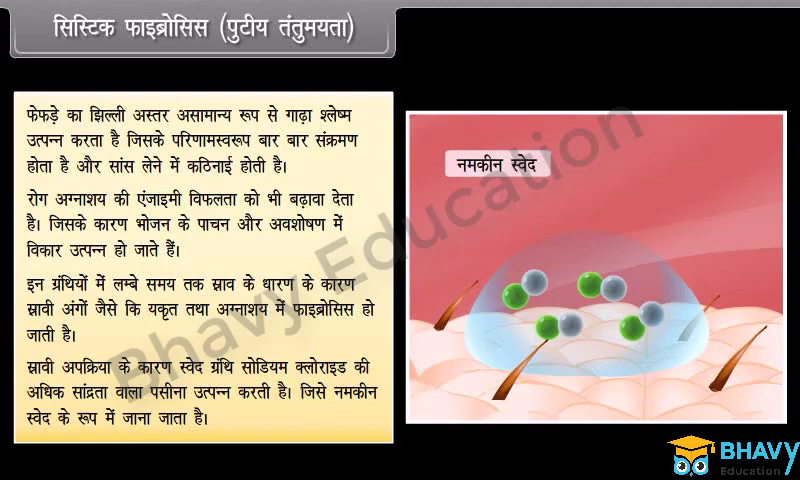 सिस्टिक फाइब्रोसिस (पुटीय तंतुमयता)
फेफड़े का झिल्ली अस्तर असामान्य रूप से गाढ़ा श्लेष्म
उत्पन्न करता है जिसके परिणामस्वरूप बार बार संक्रमण
होता है और सांस लेने में कठिनाई होती है।
रोग अग्नाशय की एंजाइमी विफलता को भी बढ़ावा देता
है। जिसके कारण भोजन के पाचन और अवशोषण में
विकार उत्पन्न हो जाते हैं।
इन ग्रंथियों में लम्बे समय तक स्राव के धारण के कारण
स्रावी अंगों जैसे कि यकृत तथा अग्नाशय में फाइब्रोसिस हो
जाती है।
स्रावी अपक्रिया के कारण स्वेद ग्रंथि सोडियम क्लोराइड की
अधिक सांद्रता वाला पसीना उत्पन्न करती है। जिसे नमकीन
स्वेद के रूप में जाना जाता है।
नमकीन स्वेद
Bhavy Education
BHAVY
Education